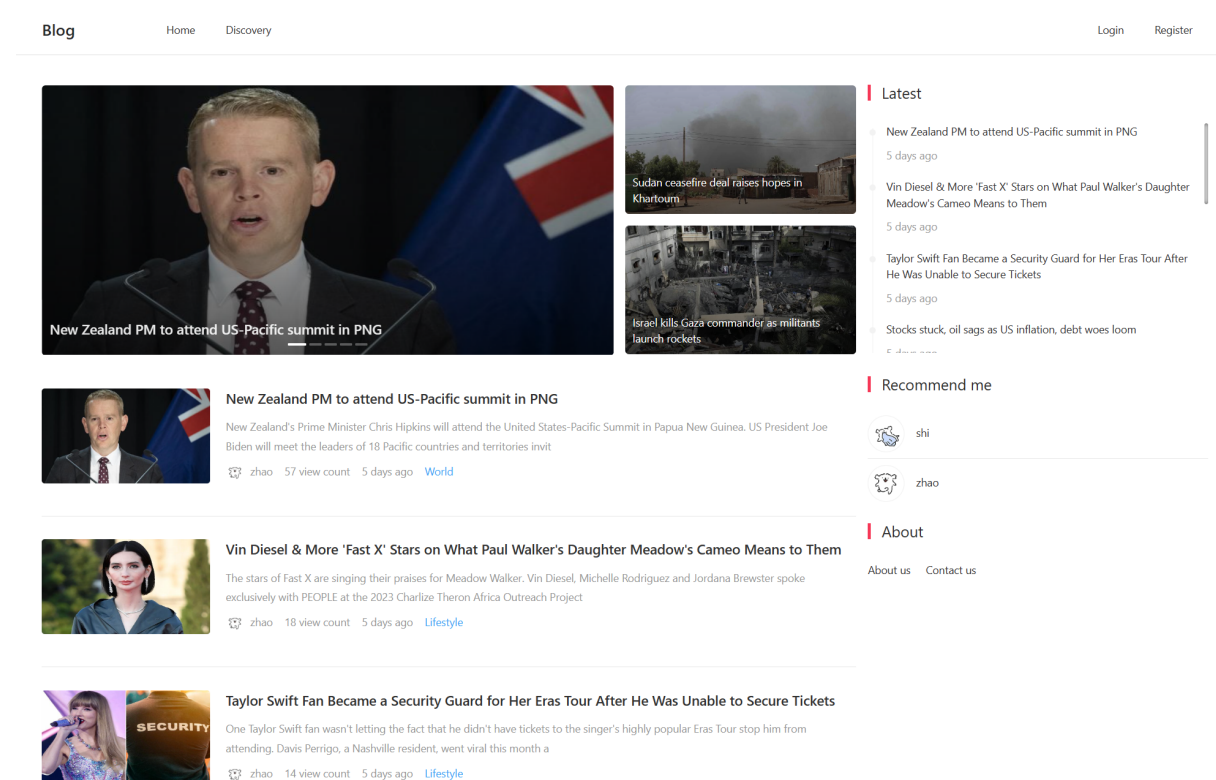 Blog
Home
Discovery
Login
Register
New Zealand PM to attend US-Pacific summit in PNG
Sudan ceasefire deal raises hopes in
Khartoum
Israel kills Gaza commander as militants
launch rockets
Latest
New Zealand PM to attend US-Pacific summit in PNG
5 days ago
Vin Diesel & More 'Fast X' Stars on What Paul Walker's Daughter
Meadow's Cameo Means to Them
5 days ago
Taylor Swift Fan Became a Security Guard for Her Eras Tour After
He Was Unable to Secure Tickets
5 days ago
Stocks stuck, oil sags as US inflation, debt woes loom
5 days ago
New Zealand PM to attend US-Pacific summit in PNG
New Zealand's Prime Minister Chris Hipkins will attend the United States-Pacific Summit in Papua New Guinea. US President Joe
Biden will meet the leaders of 18 Pacific countries and territories invit
zhao 57 view count 5 days ago World
Vin Diesel & More 'Fast X' Stars on What Paul Walker's Daughter Meadow's Cameo Means to Them
The stars of Fast X are singing their praises for Meadow Walker. Vin Diesel, Michelle Rodriguez and Jordana Brewster spoke
exclusively with PEOPLE at the 2023 Charlize Theron Africa Outreach Project
zhao 18 view count 5 days ago Lifestyle
SECURITY
Taylor Swift Fan Became a Security Guard for Her Eras Tour After He Was Unable to Secure Tickets
One Taylor Swift fan wasn't letting the fact that he didn't have tickets to the singer's highly popular Eras Tour stop him from
attending. Davis Perrigo, a Nashville resident, went viral this month a
zhao 14 view count 5 days ago Lifestyle
Recommend me
shi
zhao
About
About us
Contact us